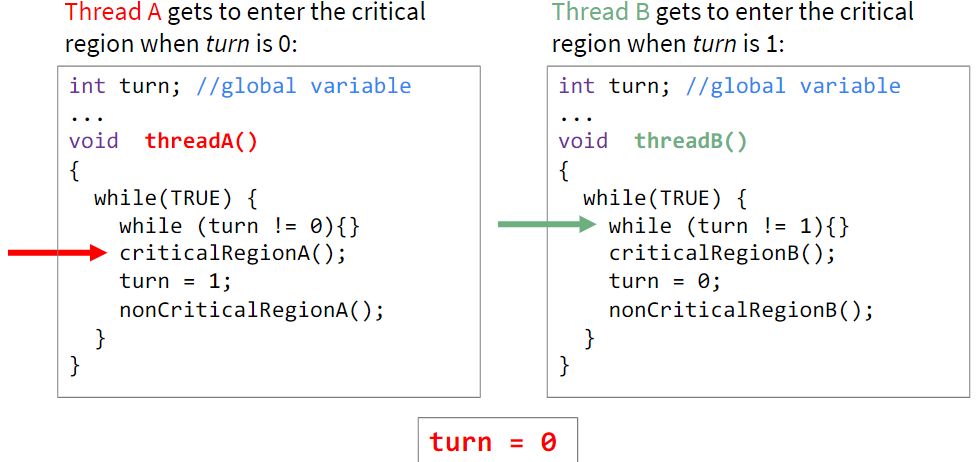 Thread A gets to enter the critical
region when turn is 0:
int turn; //global variable
...
void  threadA()
{
  while(TRUE) {
    while (turn != 0){}
    criticalRegionA();
    turn = 1;
    nonCriticalRegionA();
  }
}
Thread B gets to enter the critical
region when turn is 1:
int turn; //global variable
...
void  threadB()
{
  while(TRUE) {
    while (turn != 1){}
    criticalRegionB();
    turn = 0;
    nonCriticalRegionB();
  }
}
turn = 0